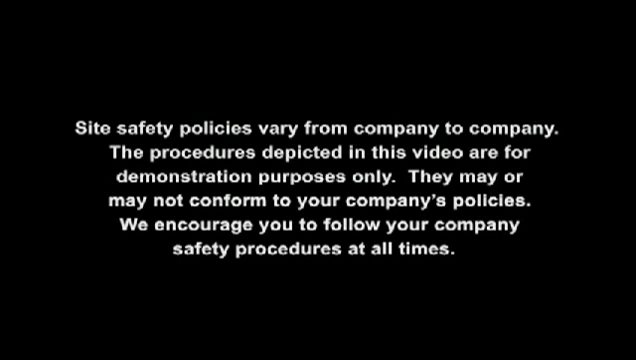 Site safety policies vary from company to company.
The procedures depicted in this video are for
demonstration purposes only.  They may or
may not conform to your company's policies.
We encourage you to follow your company
safety procedures at all times.